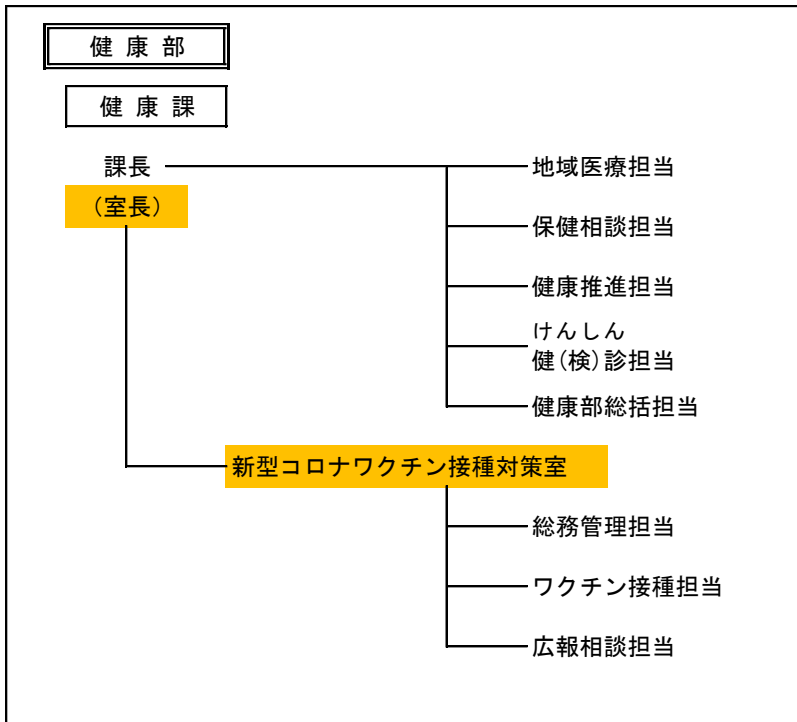 健康部
健康課
課長
(室長)
地域医療担当
保健相談担当
健康推進担当
けんしん
健(検)診担当
健康部総括担当
新型コロナワクチン接種対策室
総務管理担当
ワクチン接種担当
広報相談担当